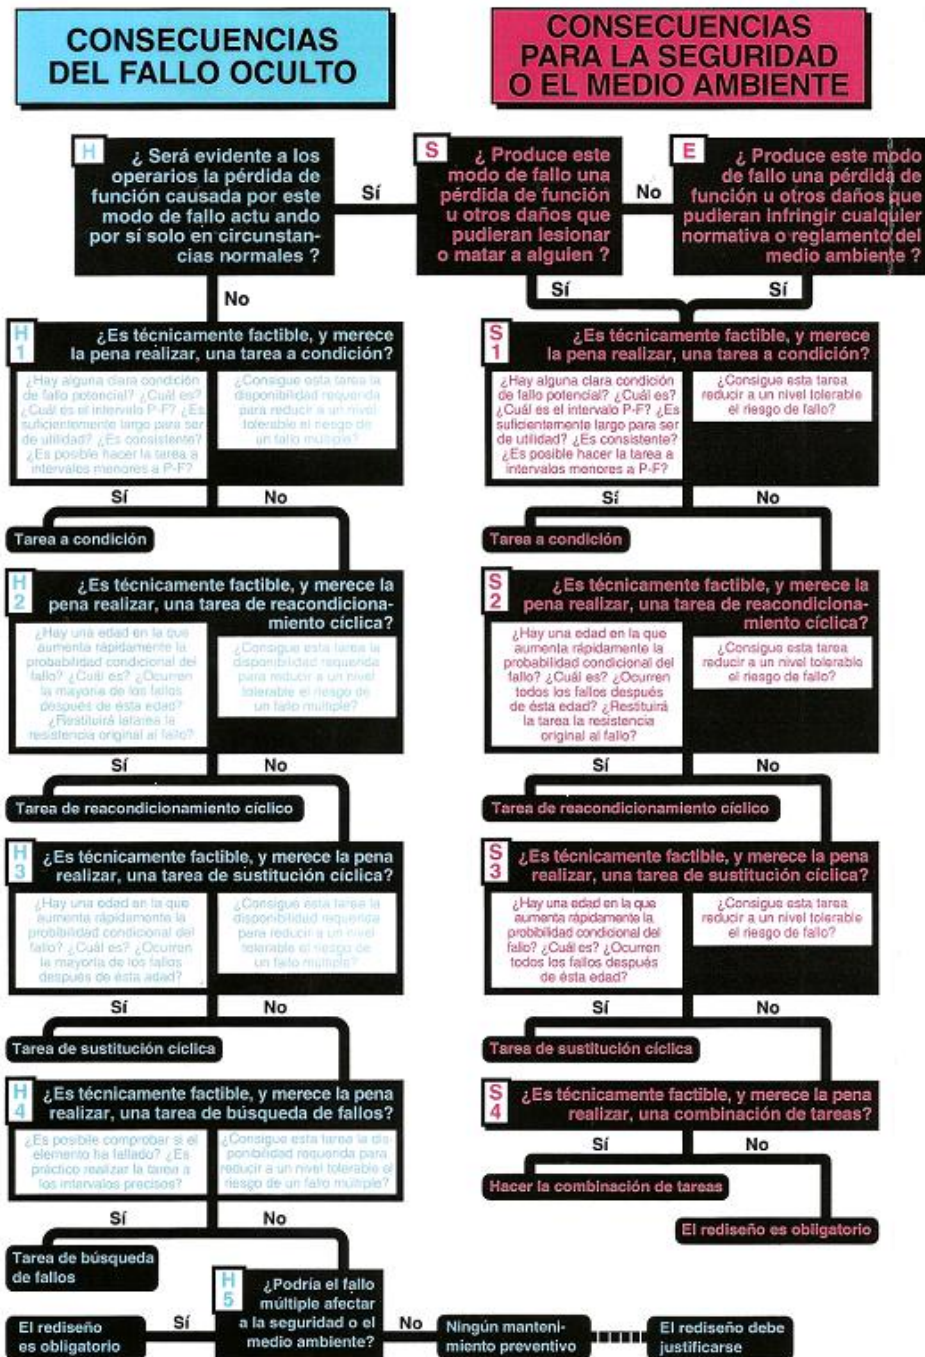 CONSECUENCIAS
DEL FALLO OCULTO
CONSECUENCIAS
PARA LA SEGURIDAD
O EL MEDIO AMBIENTE
H
¿ Será evidente a los
operarios la pérdida de
función causada por este
modo de fallo actu ando
por sí solo en circunstan-
cias normales ?
Sí
S
¿ Produce este
modo de fallo una
pérdida de función
u otros daños que
pudieran lesionar
o matar a alguien ?
No
E
¿ Produce este modo
de fallo una pérdida de
función u otros daños que
pudieran infringir cualquier
normativa o reglamento del
medio ambiente ?
No
Sí
Sí
H
1
¿Es técnicamente factible, y merece
la pena realizar, una tarea a condición?
¿Hay alguna clara condición
de fallo potencial? ¿Cuál es?
¿Cuál es el intervalo P-F? ¿Es
suficientemente largo para ser
de utilidad? ¿Es consistente?
¿Es posible hacer la tarea a
intervalos menores a P-F?
¿Consigue esta tarea la
disponibilidad requerida
para reducir a un nivel
tolerable el riesgo de
un fallo múltiple?
Sí
No
Tarea a condición
H
2
¿Es técnicamente factible, y merece la
pena realizar, una tarea de reacondiciona-
miento cíclica?
¿Hay una edad en la que
aumenta rápidamente la
probabilidad condicional del
fallo? ¿Cuál es? ¿Ocurren
la mayoría de los fallos
después de ésta edad?
¿Restituirá latarea la
resistencia original al fallo?
¿Consigue esta tarea la
disponibilidad requerida
para reducir a un nivel
tolerable el riesgo de
un fallo múltiple?
Sí
No
Tarea de reacondicionamiento cíclico
H
3
¿Es técnicamente factible, y merece la pena
realizar, una tarea de sustitución cíclica?
¿Hay una edad en la que
aumenta rápidamente la
probibilidad condicional del
fallo? ¿Cuál es? ¿Ocurren
la mayoría de los fallos
después de ésta adad?
¿Consigue esta tarea la
disponibilidad requerida
para reducir a un nivel
tolerable el riesgo de
un fallo múltiple?
Sí
No
Tarea de sustitución cíclica
H
4
¿Es técnicamente factible, y merece la pena
realizar, una tarea de búsqueda de fallos?
¿Es posible comprobar si el
elemento ha fallado? ¿Es
práctico realizar la tarea a
los intervalos precisos?
¿Consigue esta tarea la dis-
ponibilidad requerida para
reducir a un nivel tolerable el
riesgo de un fallo múltiple?
Sí
No
Tarea de búsqueda
de fallos
H
5
¿Podría el fallo
múltiple afectar
a la seguridad o el
medio ambiente?
Sí
El rediseño
es obligatorio
No
Ningún manteni-
miento preventivo
El rediseño debe
justificarse
S
1
¿Es técnicamente factible, y merece
la pena realizar, una tarea a condición?
¿Hay alguna clara condición
de fallo potencial? ¿Cuál es?
¿Cuál es el intervalo P-F? ¿Es
suficientemente largo para ser
de utilidad? ¿Es consistente?
¿Es posible hacer la tarea a
intervalos menores a P-F?
¿Consigue esta tarea
reducir a un nivel tolerable
el riesgo de fallo?
Sí
No
Tarea a condición
S
2
¿Es técnicamente factible, y merece la
pena realizar, una tarea de reacondiciona-
miento cíclica?
¿Hay una edad en la que
aumenta rápidamente la
probabilidad condicional del
fallo? ¿Cuál es? ¿Ocurren
todos los fallos después
de ésta edad? ¿Restituirá
la tarea la resistencia
original al fallo?
¿Consigue esta tarea
reducir a un nivel tolerable
el riesgo de fallo?
Sí
No
Tarea de reacondicionamiento cíclico
S
3
¿Es técnicamente factible, y merece la pena
realizar, una tarea de sustitución cíclica?
¿Hay una edad en la que
aumenta rápidamente la
probibilidad condicional del
fallo? ¿Cuál es? ¿Ocurren
todos los fallos después
de ésta edad?
¿Consigue esta tarea
reducir a un nivel tolerable
el riesgo de fallo?
Sí
No
Tarea de sustitución cíclica
S
4
¿Es técnicamente factible, y merece la pena
realizar, una combinación de tareas?
Sí
No
Hacer la combinación de tareas
El rediseño es obligatorio